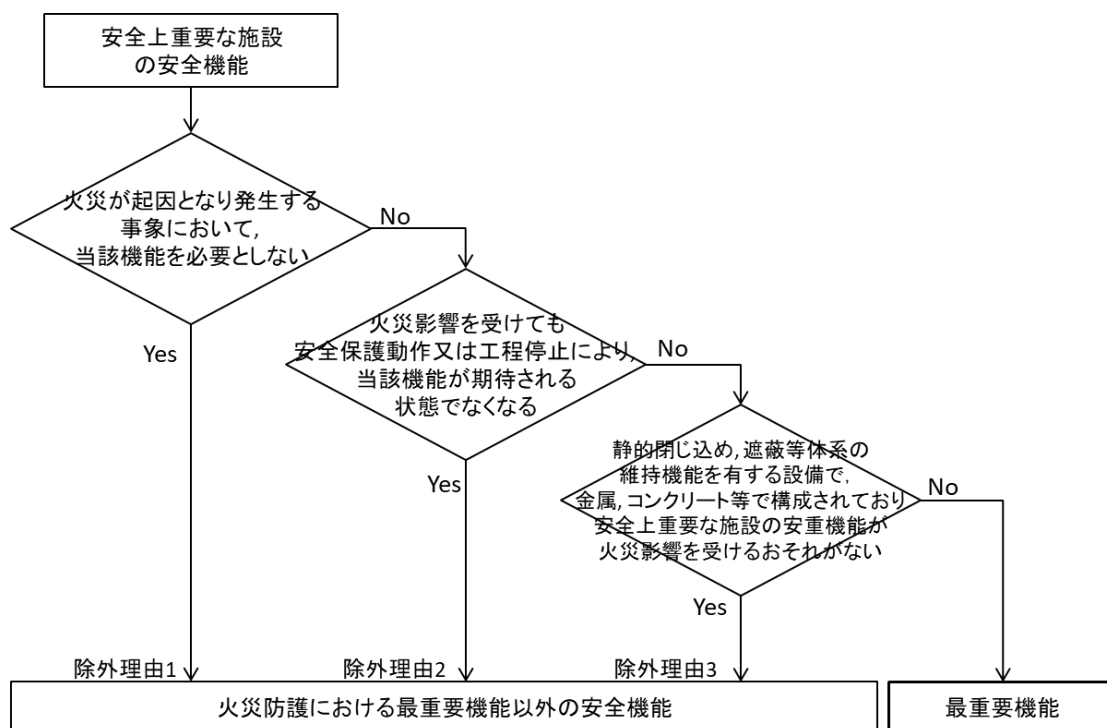 安全上重要な施設
の安全機能
火災が起因となり発生する
事象において,
当該機能を必要としない
No
Yes
火災影響を受けても
安全保護動作又は工程停止により,
当該機能が期待される
状態でなくなる
No
Yes
静的閉じ込め,遮蔽等体系の
維持機能を有する設備で,
金属,コンクリート等で構成されており
安全上重要な施設の安重機能が
火災影響を受けるおそれがない
No
Yes
除外理由1
除外理由2
除外理由3
火災防護における最重要機能以外の安全機能
最重要機能